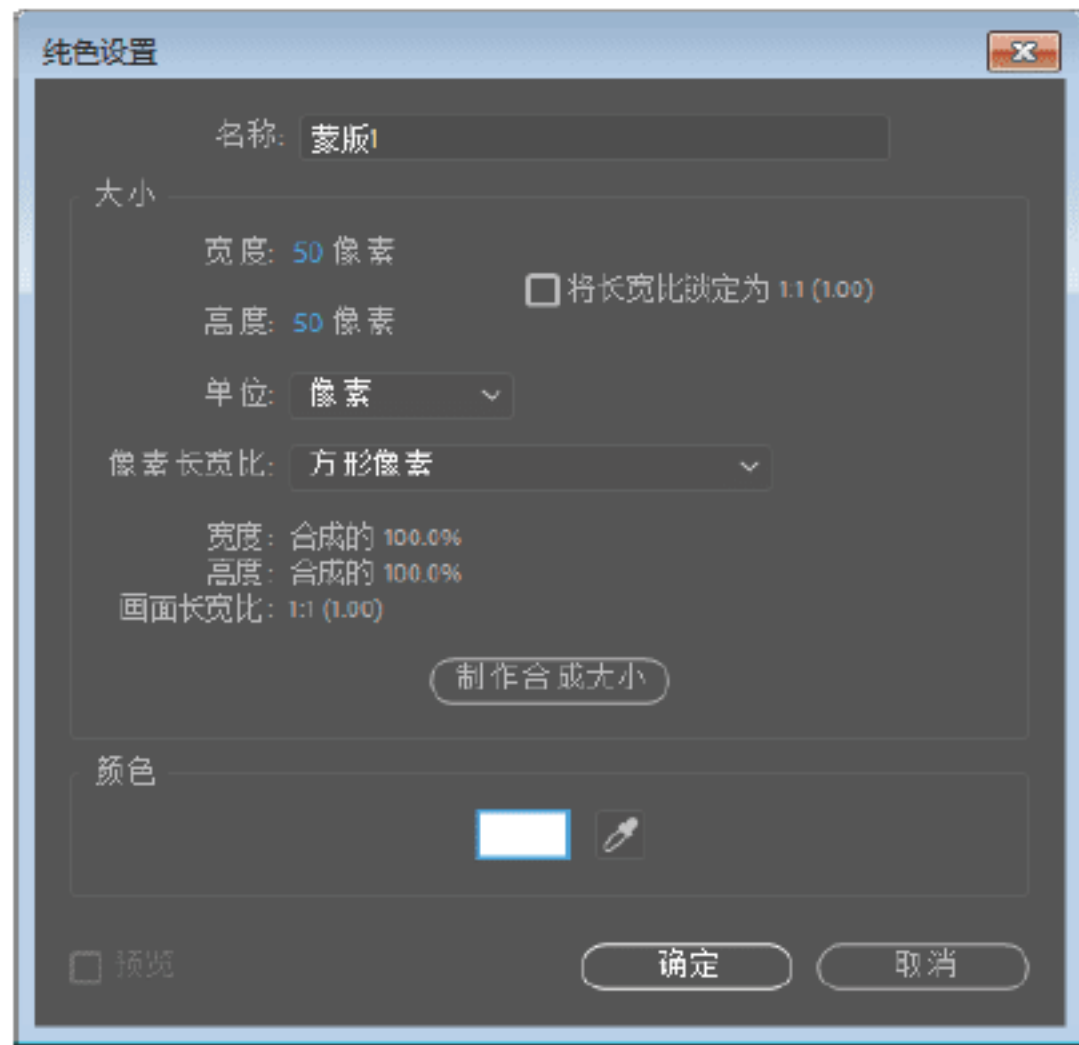 纯色设置
名称: 蒙版1
大小
宽度: 50 像素
将长宽比锁定为 1:1 (1.00)
高度: 50 像素
单位: 像素
像素长宽比: 方形像素
宽度: 合成的 100.0%
高度: 合成的 100.0%
画面长宽比: 1:1 (1.00)
制作合成大小
颜色
预览
确定
取消